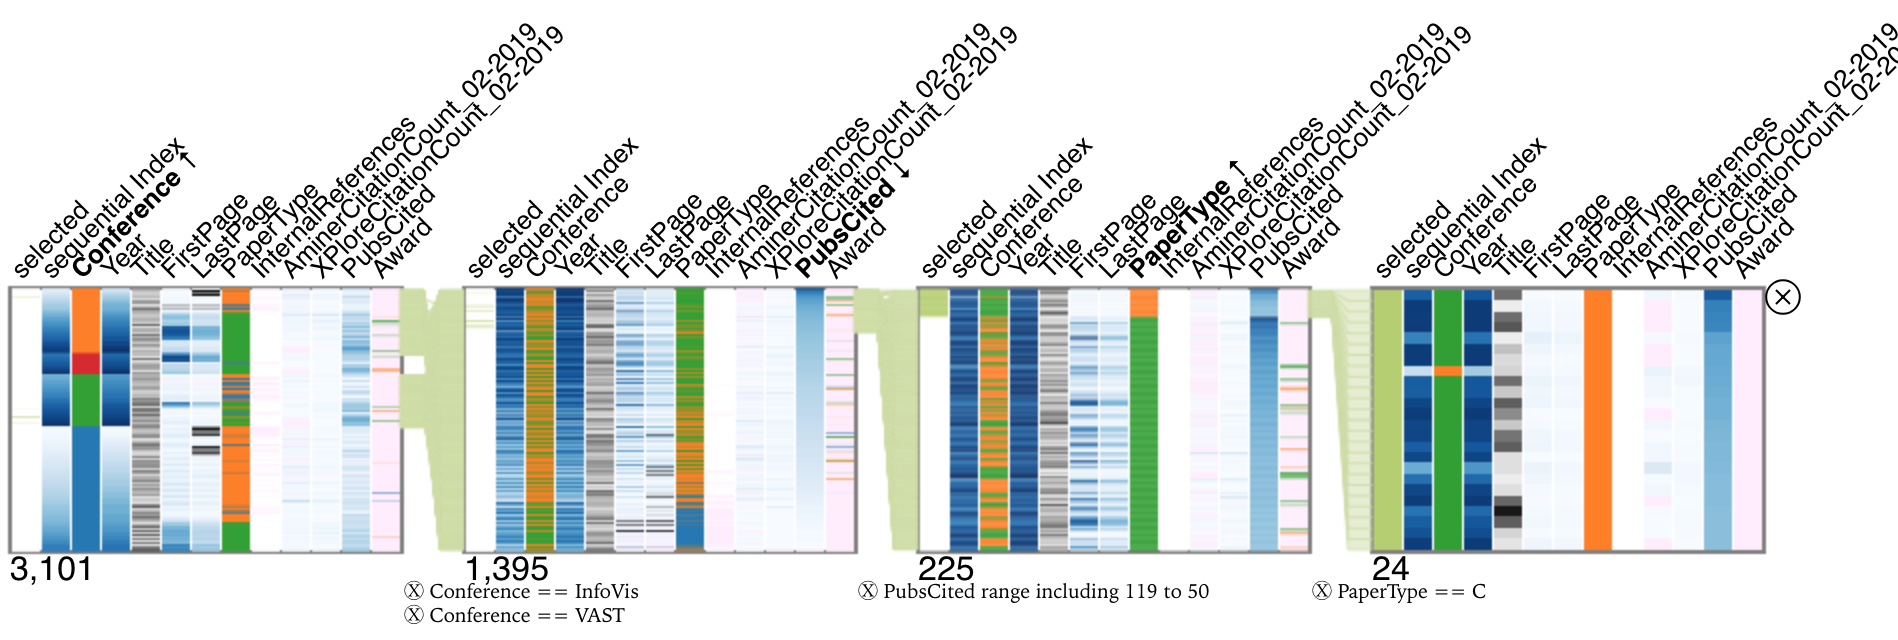 selected
sequential Index
Conference ↑
Year
Title
FirstPage
LastPage
PaperType
InternalReferences
AminerCitationCount_02-2019
XPloreCitationCount_02-2019
PubsCited
Award
selected
sequential Index
Conference
Year
Title
FirstPage
LastPage
PaperType
InternalReferences
AminerCitationCount_02-2019
XPloreCitationCount_02-2019
PubsCited ↓
Award
selected
sequential Index
Conference
Year
Title
FirstPage
LastPage
PaperType ↑
InternalReferences
AminerCitationCount_02-2019
XPloreCitationCount_02-2019
PubsCited
Award
selected
sequential Index
Conference
Year
Title
FirstPage
LastPage
PaperType
InternalReferences
AminerCitationCount_02-2019
XPloreCitationCount_02-20
PubsCited
Award
3,101
1,395
225
24
Ⓧ Conference == InfoVis
Ⓧ Conference == VAST
Ⓧ PubsCited range including 119 to 50
Ⓧ PaperType == C